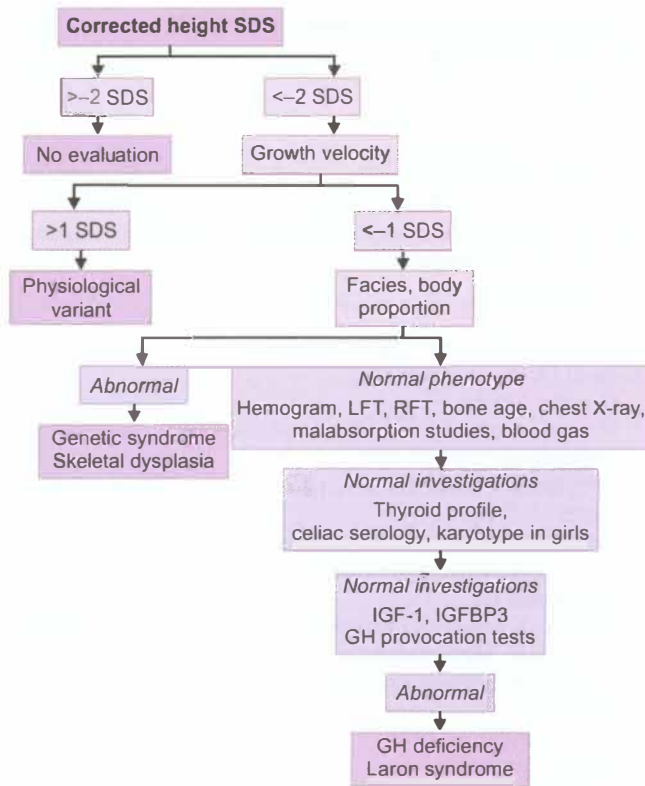 Corrected height SDS
>–2 SDS
<–2 SDS
No evaluation
Growth velocity
>1 SDS
<–1 SDS
Physiological
variant
Facies, body
proportion
Abnormal
Normal phenotype
Hemogram, LFT, RFT, bone age, chest X-ray,
malabsorption studies, blood gas
Genetic syndrome
Skeletal dysplasia
Normal investigations
Thyroid profile,
celiac serology, karyotype in girls
Normal investigations
IGF-1, IGFBP3
GH provocation tests
Abnormal
GH deficiency
Laron syndrome